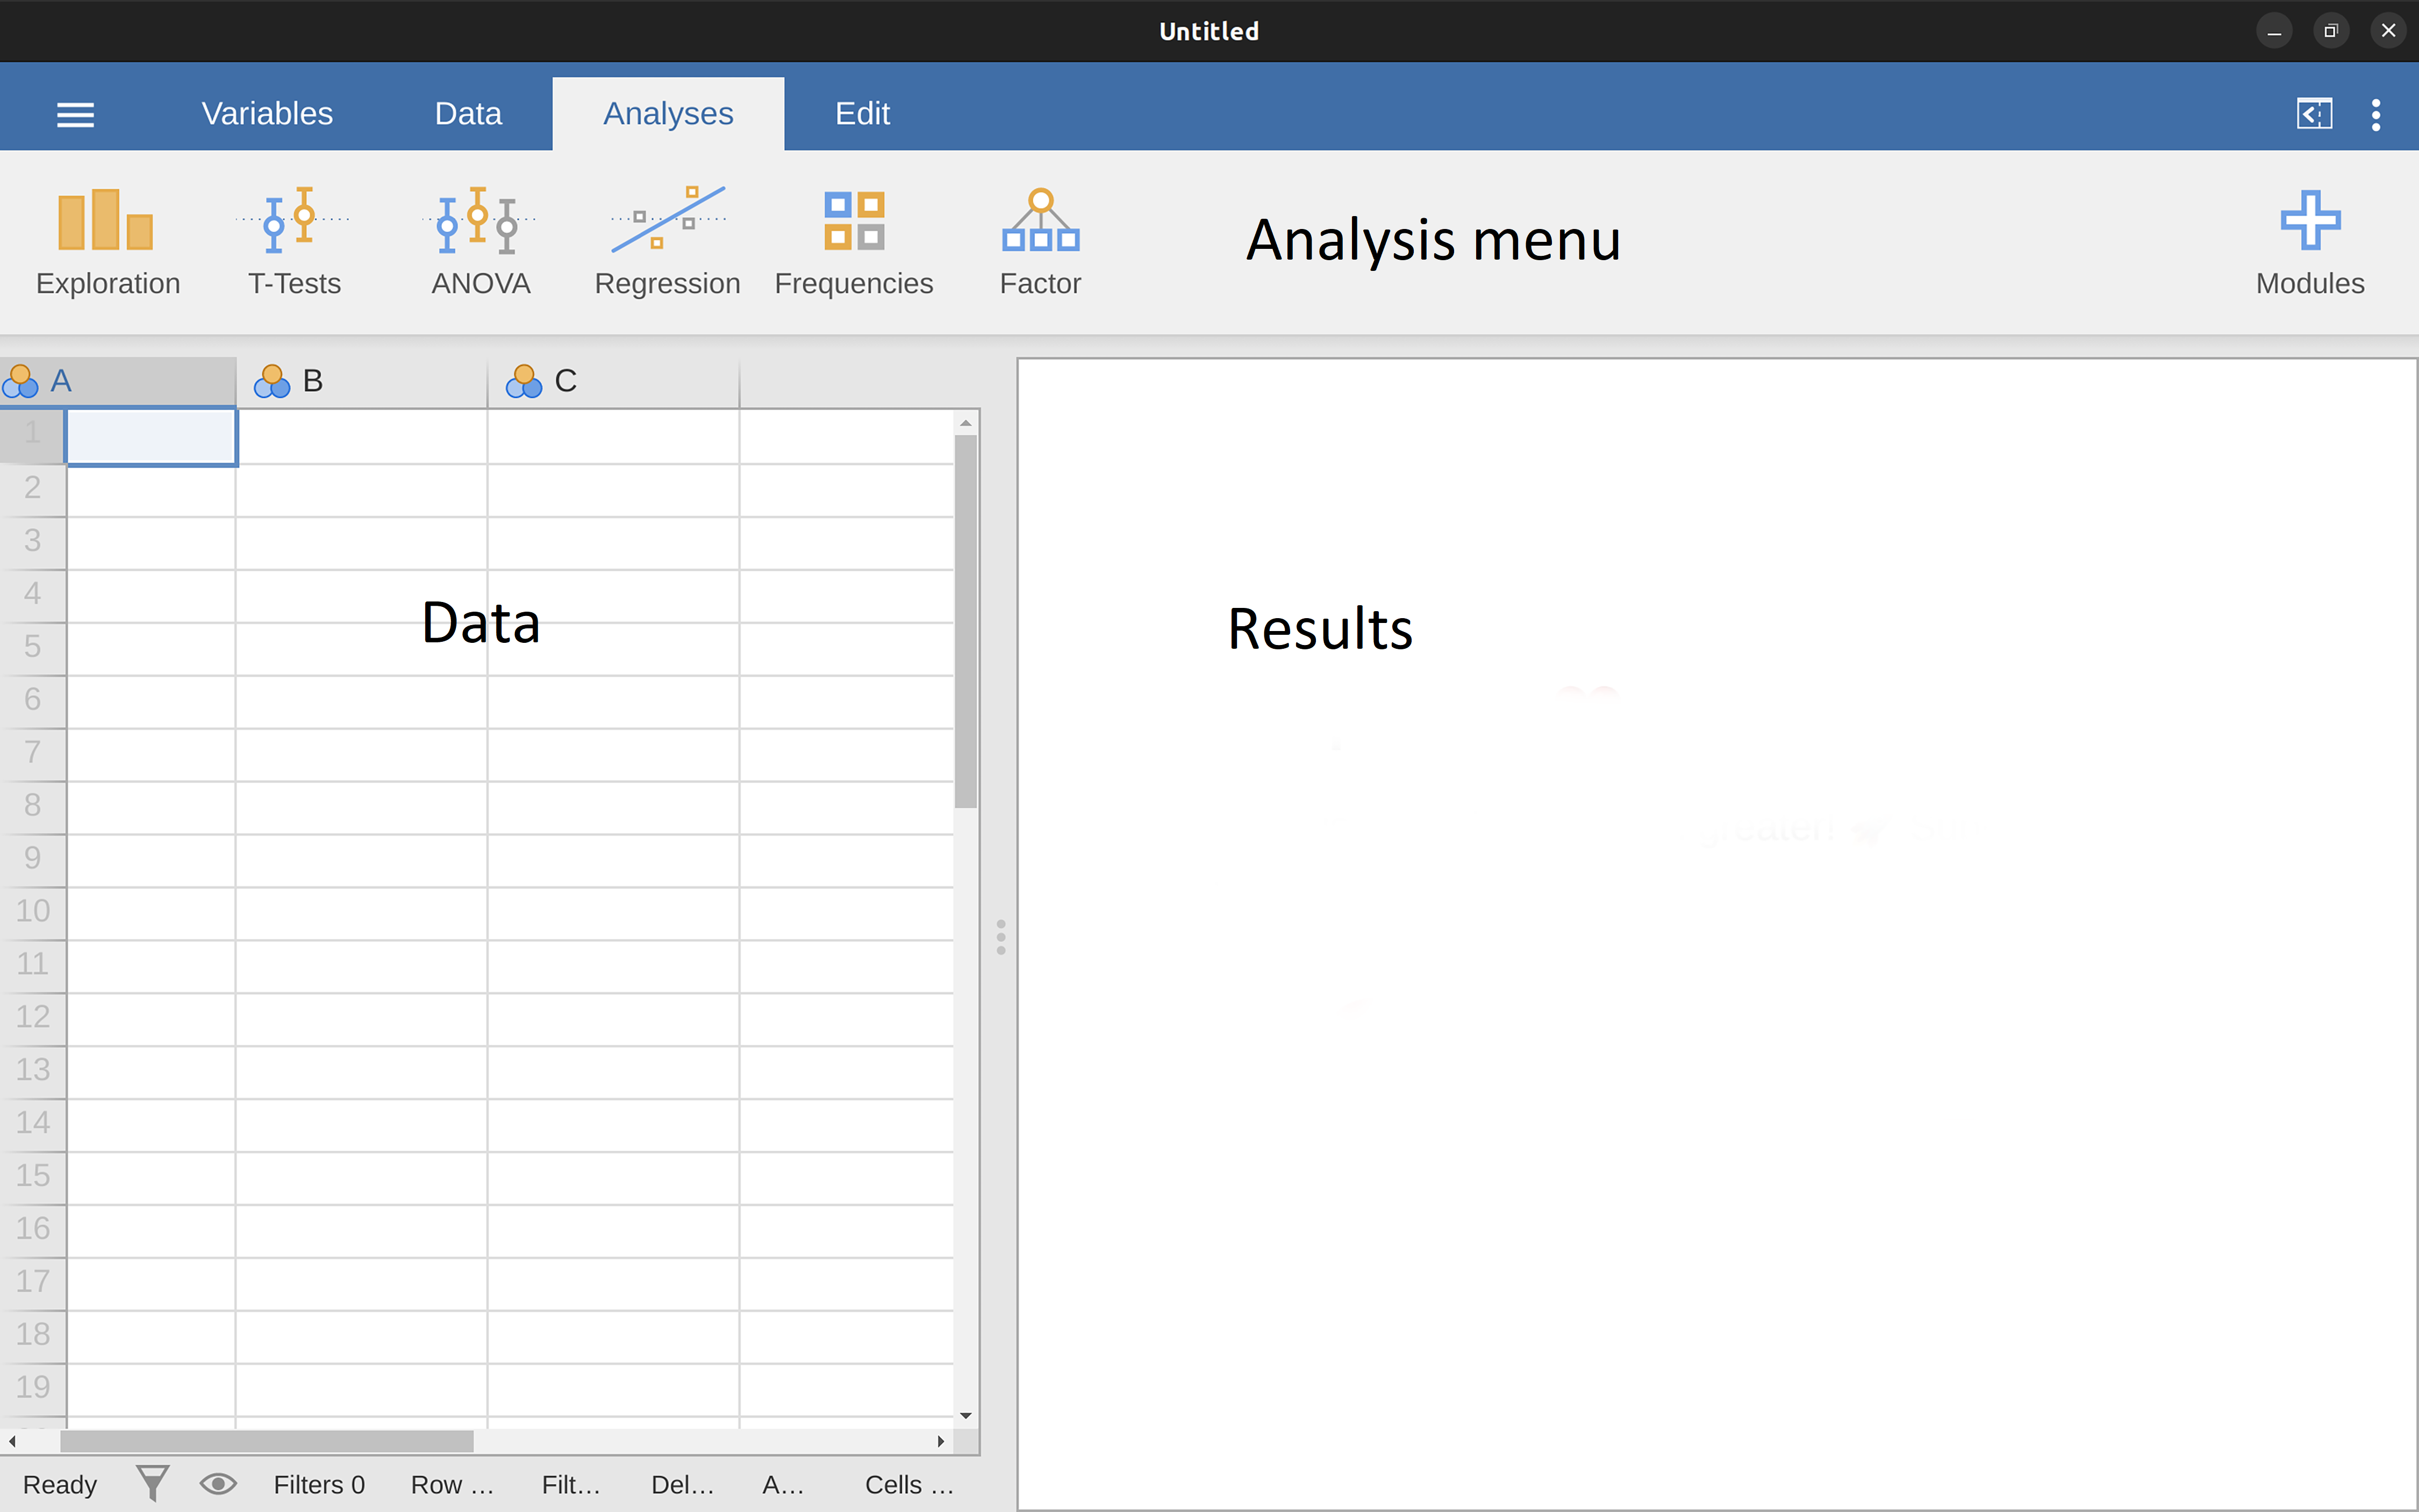 Untitled
Variables Data Analyses Edit
Exploration T-Tests ANOVA Regression Frequencies Factor Modules
Analysis menu
A B C
1
2
3
4
Data
5
Results
6
7
8
9
10
11
12
13
14
15
16
17
18
19
Ready Filters 0 Row ... Filt... Del... A... Cells ...